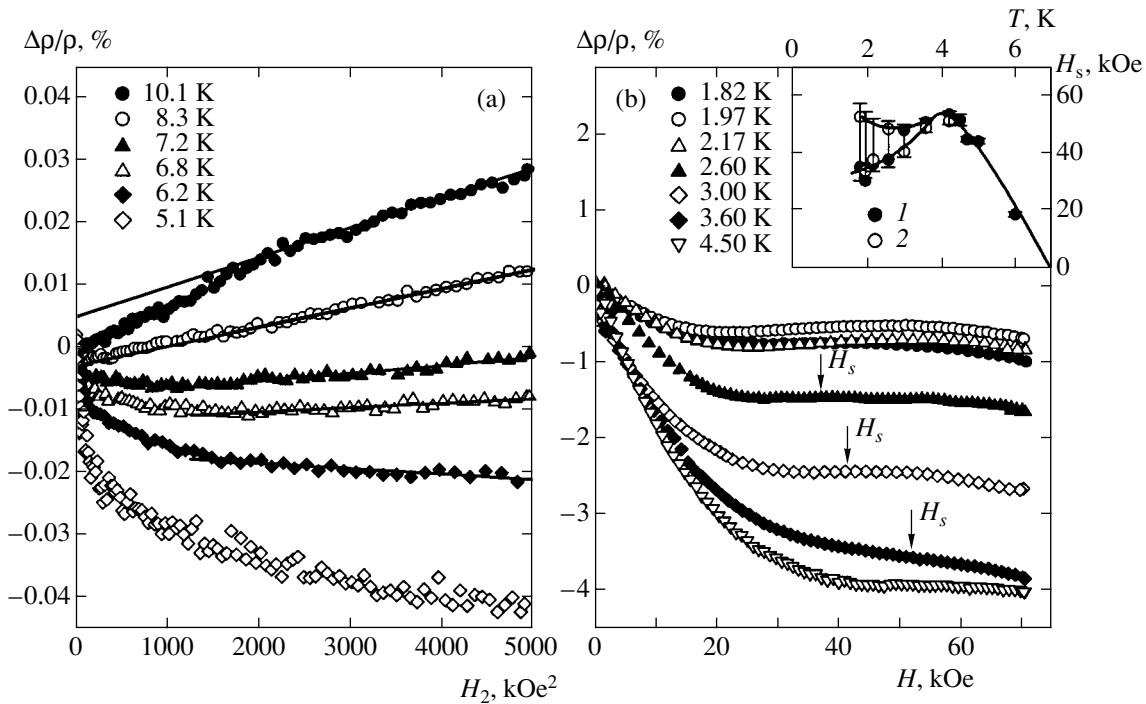 Δρ/ρ, %
0.04
0.03
0.02
0.01
0
−0.01
−0.02
−0.03
−0.04
(a)
10.1 K
8.3 K
7.2 K
6.8 K
6.2 K
5.1 K
0 1000 2000 3000 4000 5000
H2, kOe2
Δρ/ρ, %
2
1
0
−1
−2
−3
−4
(b)
1.82 K
1.97 K
2.17 K
2.60 K
3.00 K
3.60 K
4.50 K
T, K
0 2 4 6
Hs, kOe
60
40
20
0
1
2
Hs
Hs
Hs
0 20 40 60
H, kOe